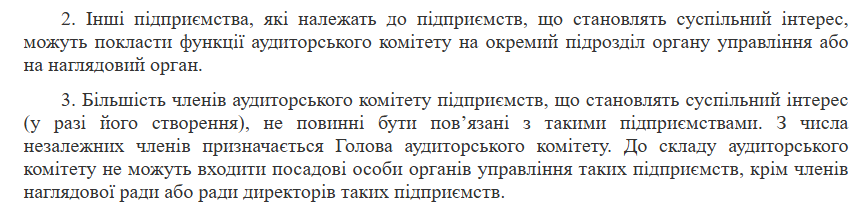 2. Інші підприємства, які належать до підприємств, що становлять суспільний інтерес,
можуть покласти функції аудиторського комітету на окремий підрозділ органу управління або
на наглядовий орган.
3. Більшість членів аудиторського комітету підприємств, що становлять суспільний інтерес
(у разі його створення), не повинні бути пов’язані з такими підприємствами. З числа
незалежних членів призначається Голова аудиторського комітету. До складу аудиторського
комітету не можуть входити посадові особи органів управління таких підприємств, крім членів
наглядової ради або ради директорів таких підприємств.